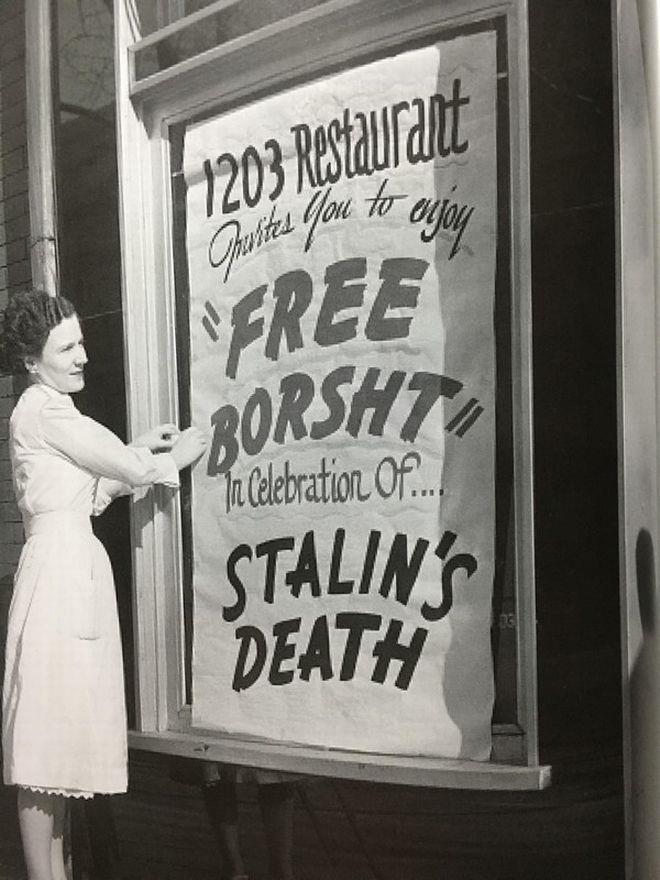 1203 Restaurant
Invites You to enjoy
"FREE
BORSHT"
In Celebration Of....
STALIN'S
DEATH